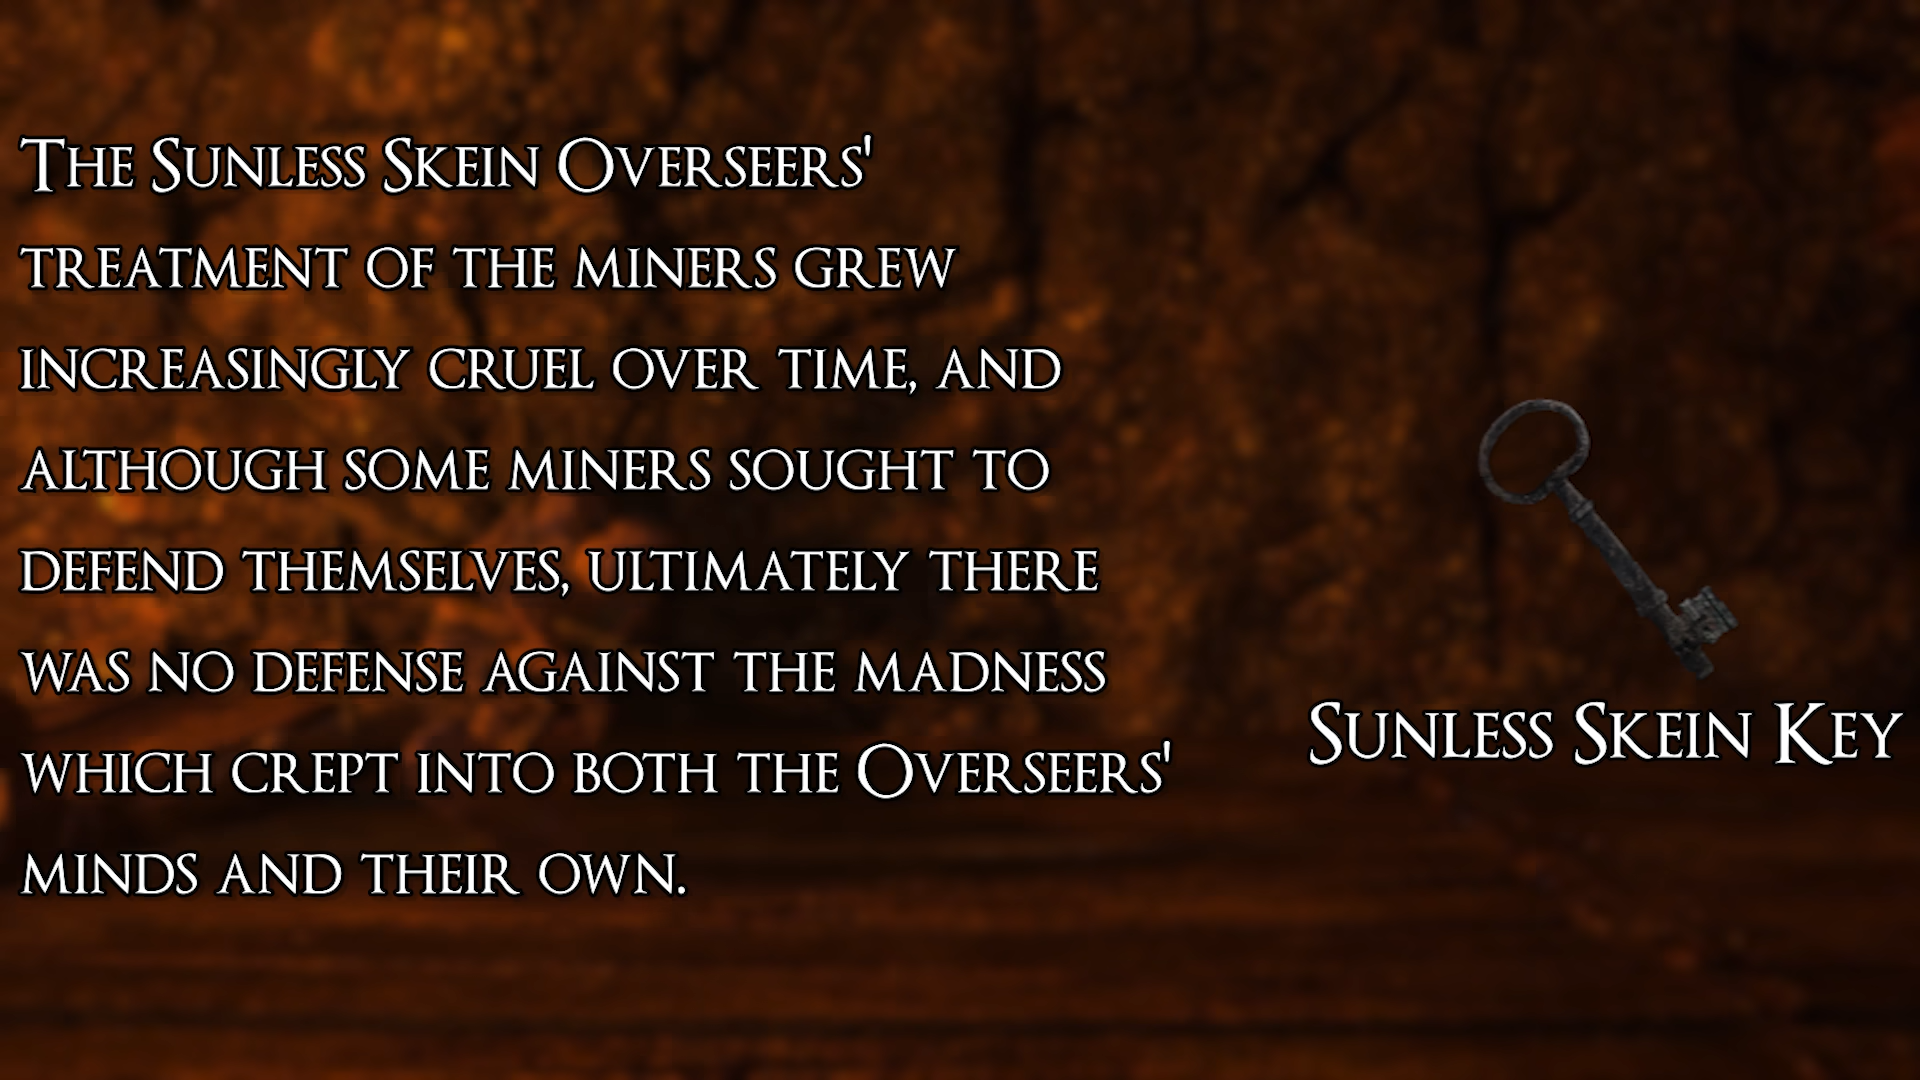 The Sunless Skein Overseers'
treatment of the miners grew
increasingly cruel over time, and
although some miners sought to
defend themselves, ultimately there
was no defense against the madness
which crept into both the Overseers'
minds and their own.
Sunless Skein Key